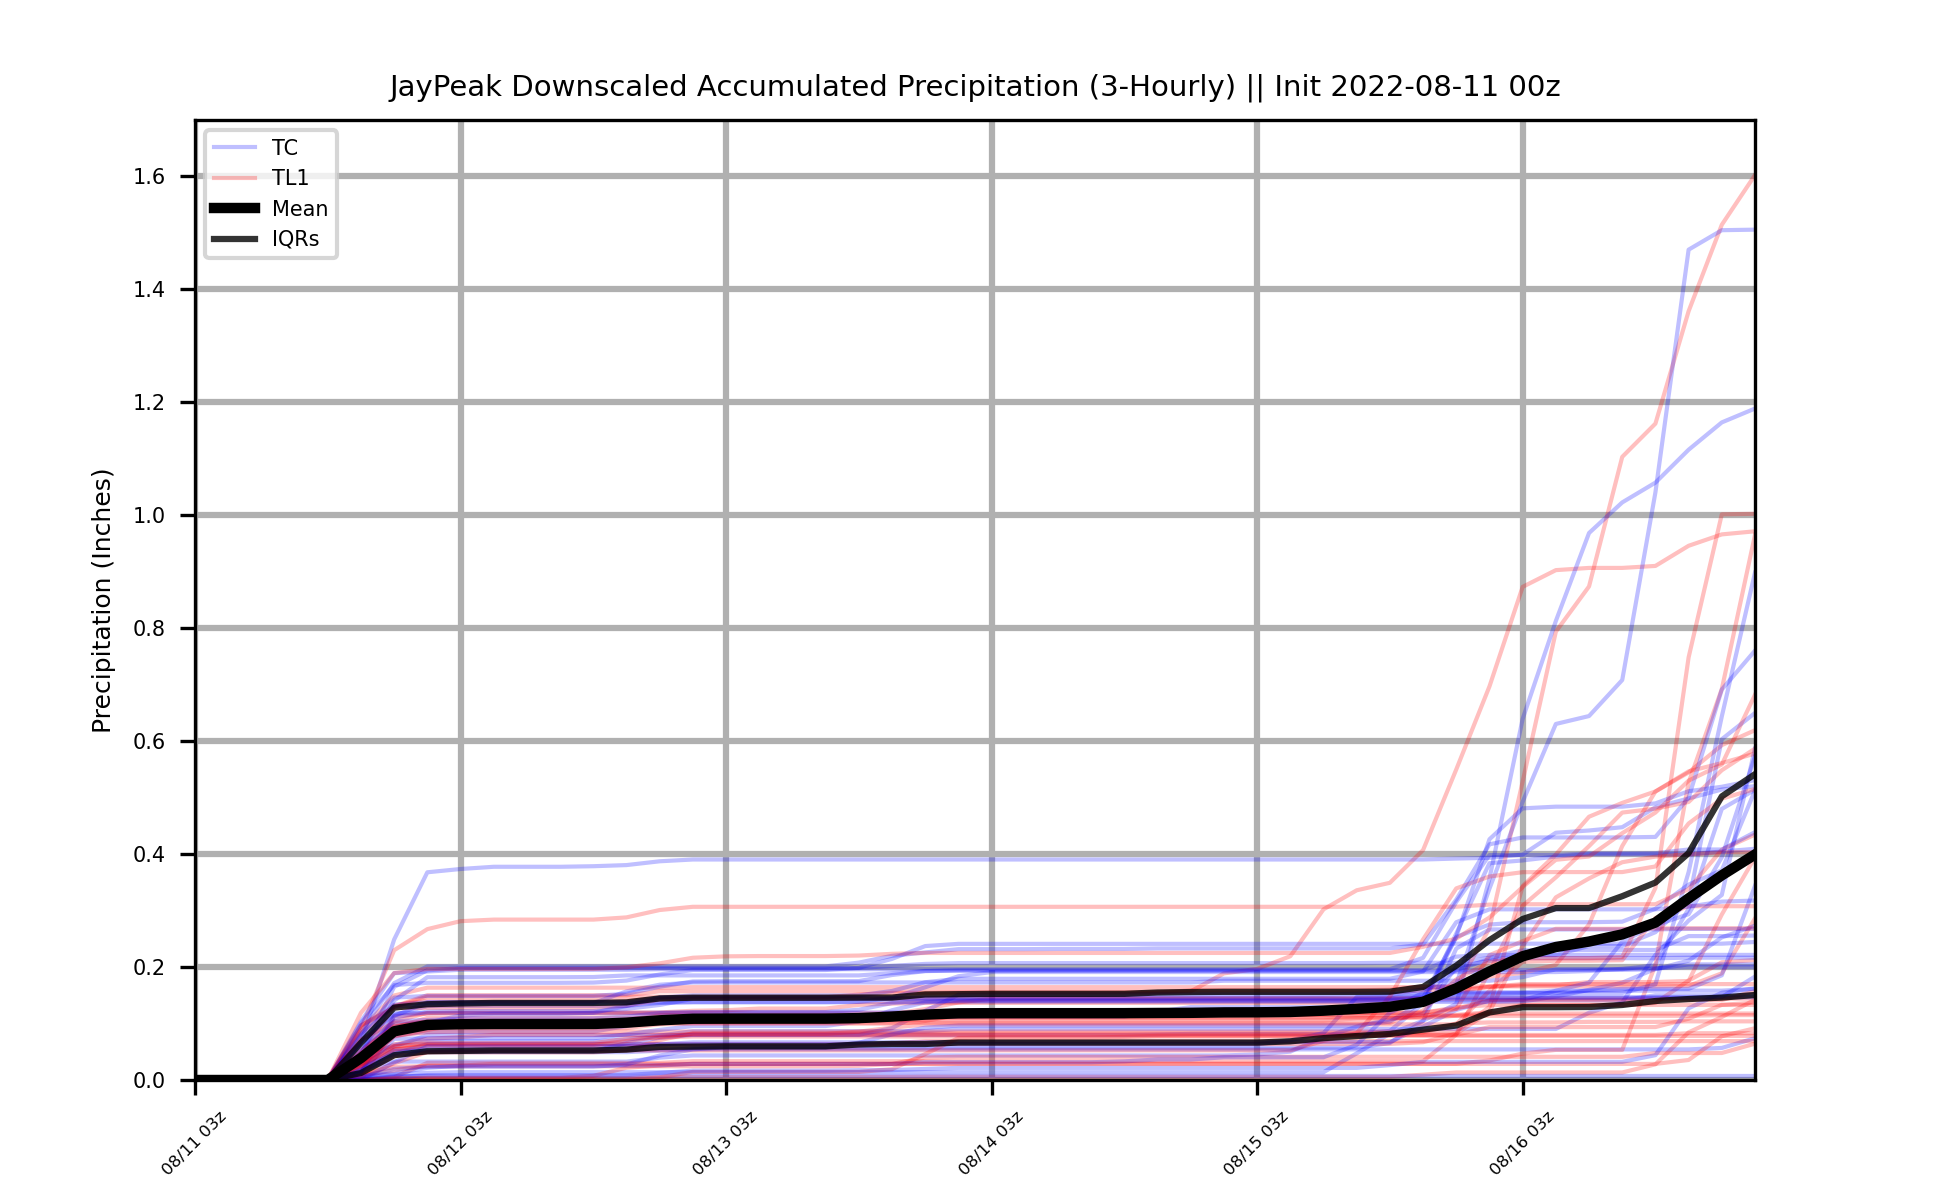 JayPeak Downscaled Accumulated Precipitation (3-Hourly) || Init 2022-08-11 00z
TC
TL1
Mean
IQRs
Precipitation (Inches)
1.6
1.4
1.2
1.0
0.8
0.6
0.4
0.2
0.0
08/11 03z
08/12 03z
08/13 03z
08/14 03z
08/15 03z
08/16 03z